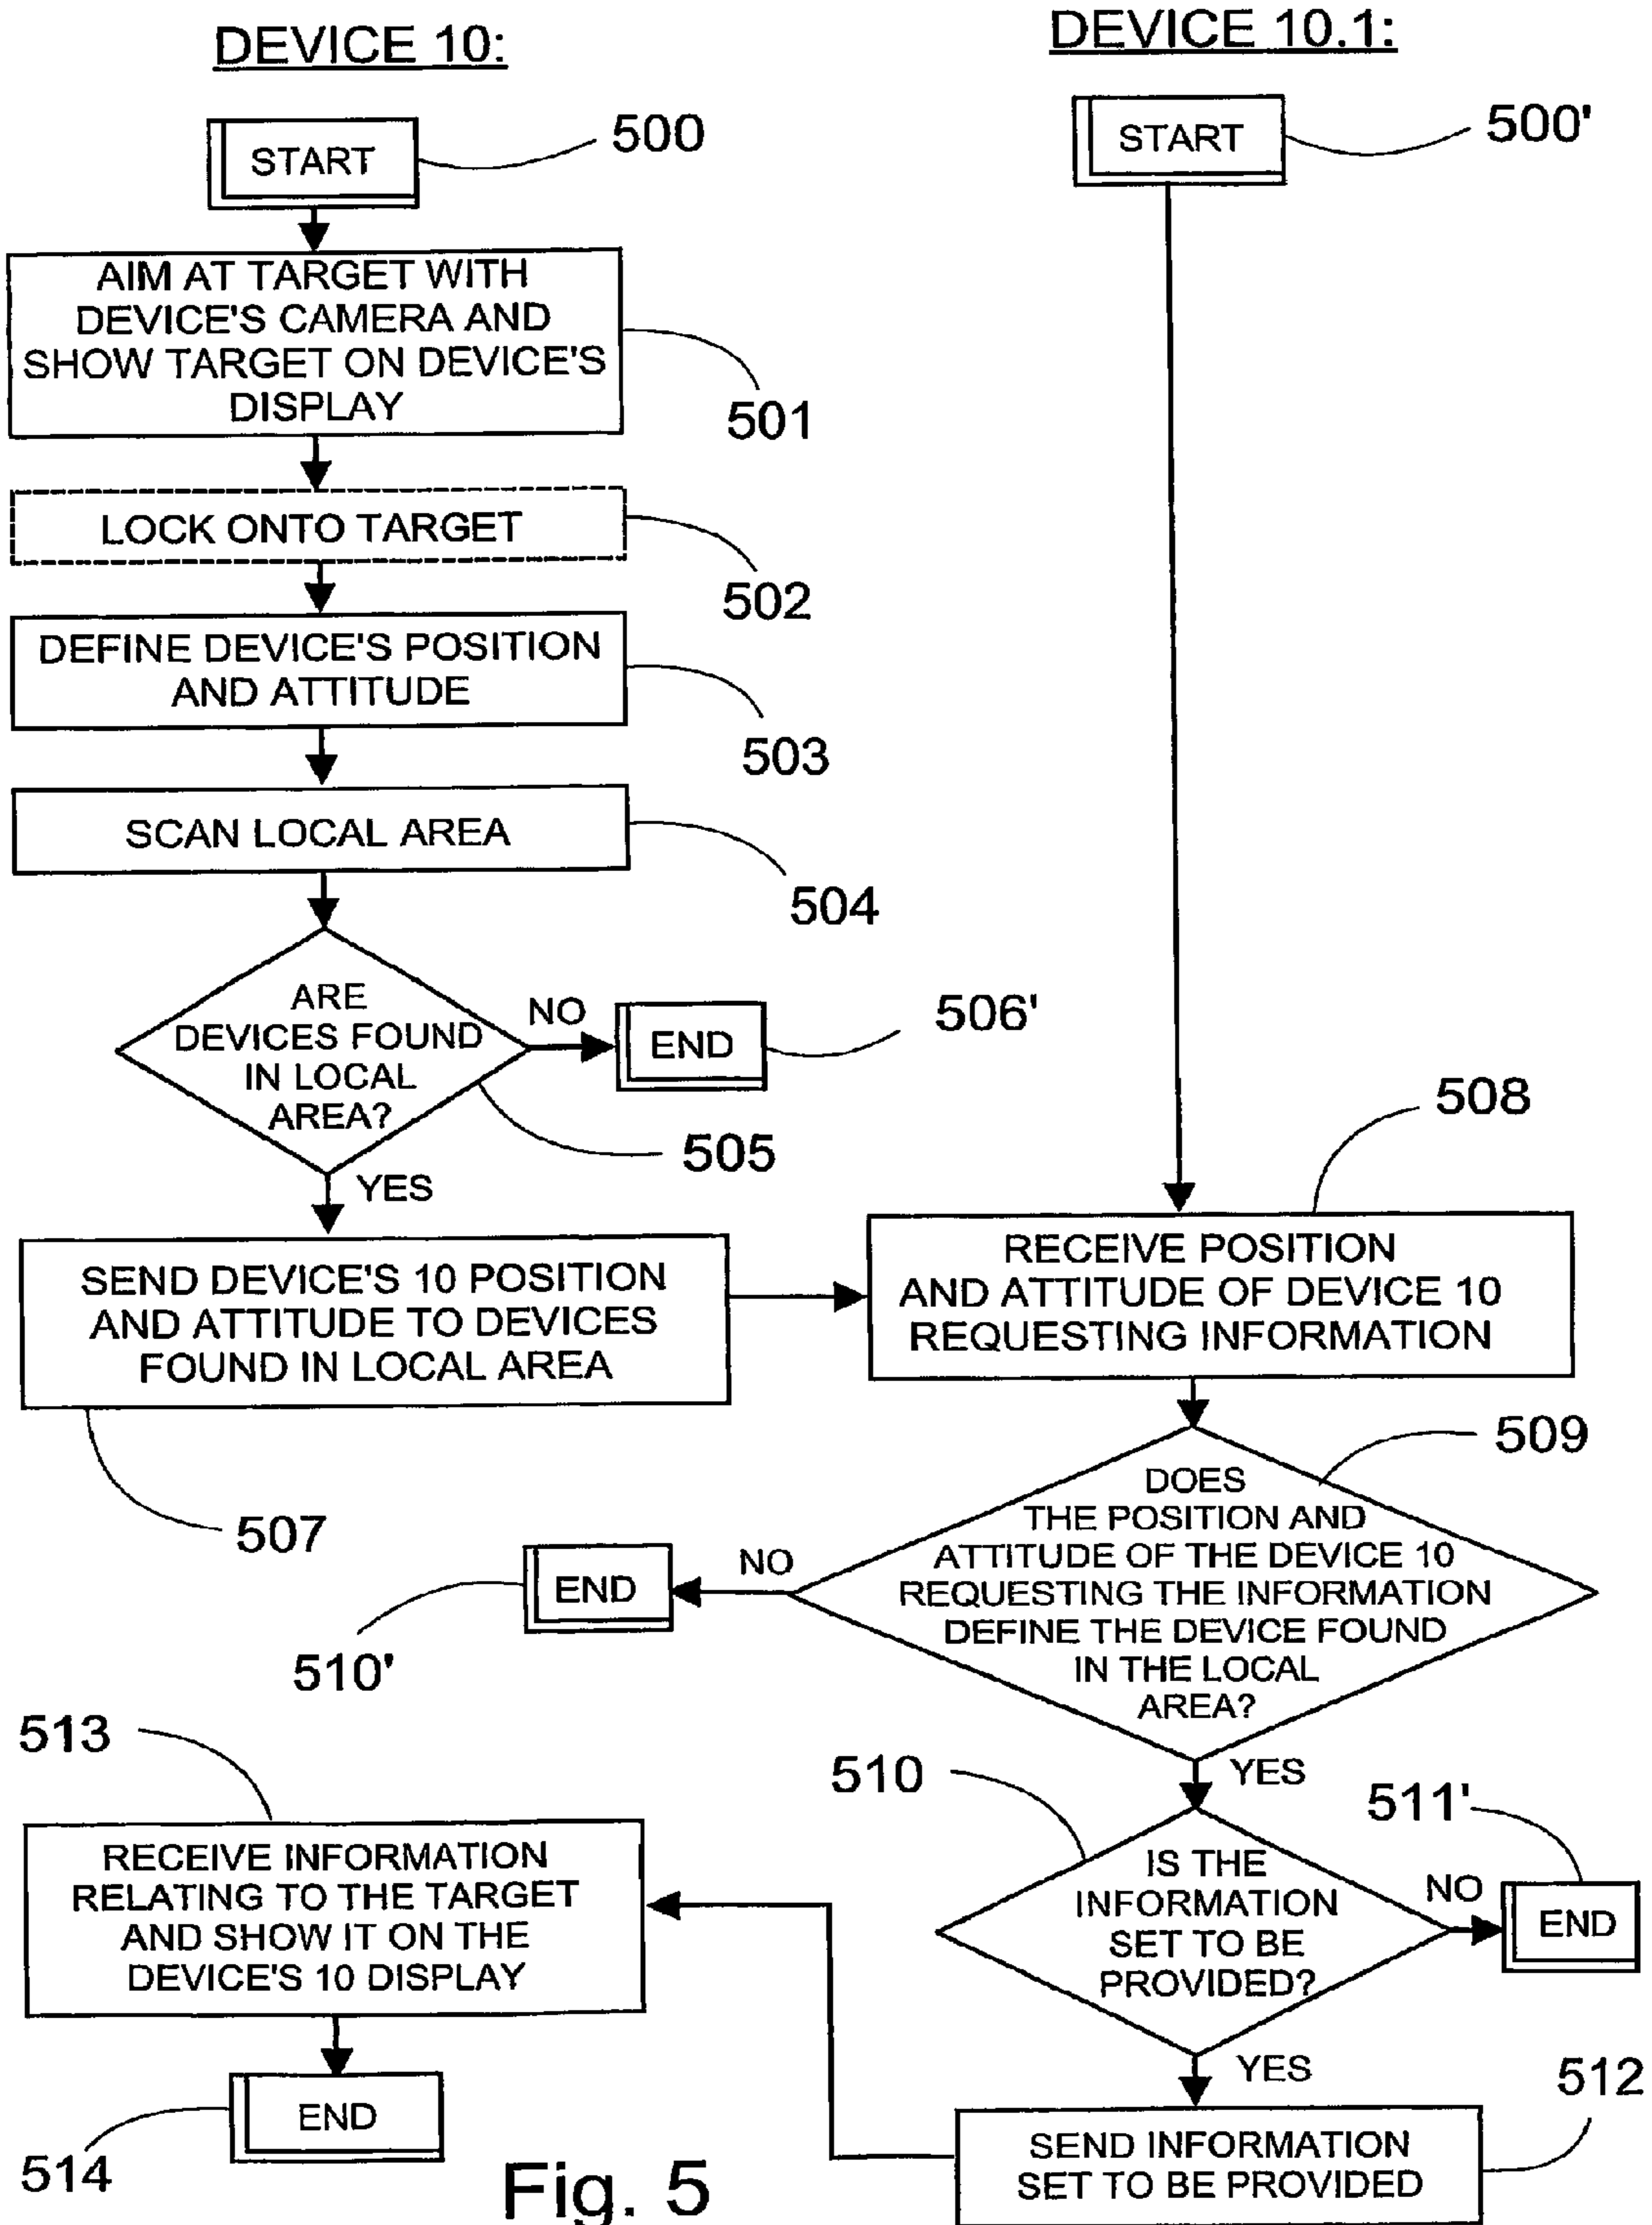 DEVICE 10:
START
500
AIM AT TARGET WITH
DEVICE'S CAMERA AND
SHOW TARGET ON DEVICE'S
DISPLAY
501
LOCK ONTO TARGET
502
DEFINE DEVICE'S POSITION
AND ATTITUDE
503
SCAN LOCAL AREA
504
ARE
DEVICES FOUND
IN LOCAL
AREA?
505
NO
END
506'
YES
SEND DEVICE'S 10 POSITION
AND ATTITUDE TO DEVICES
FOUND IN LOCAL AREA
507
DEVICE 10.1:
START
500'
508
RECEIVE POSITION
AND ATTITUDE OF DEVICE 10
REQUESTING INFORMATION
509
DOES
THE POSITION AND
ATTITUDE OF THE DEVICE 10
REQUESTING THE INFORMATION
DEFINE THE DEVICE FOUND
IN THE LOCAL
AREA?
NO
END
510'
YES
510
IS THE
INFORMATION
SET TO BE
PROVIDED?
NO
END
511'
YES
SEND INFORMATION
SET TO BE PROVIDED
512
513
RECEIVE INFORMATION
RELATING TO THE TARGET
AND SHOW IT ON THE
DEVICE'S 10 DISPLAY
END
514
Fig. 5